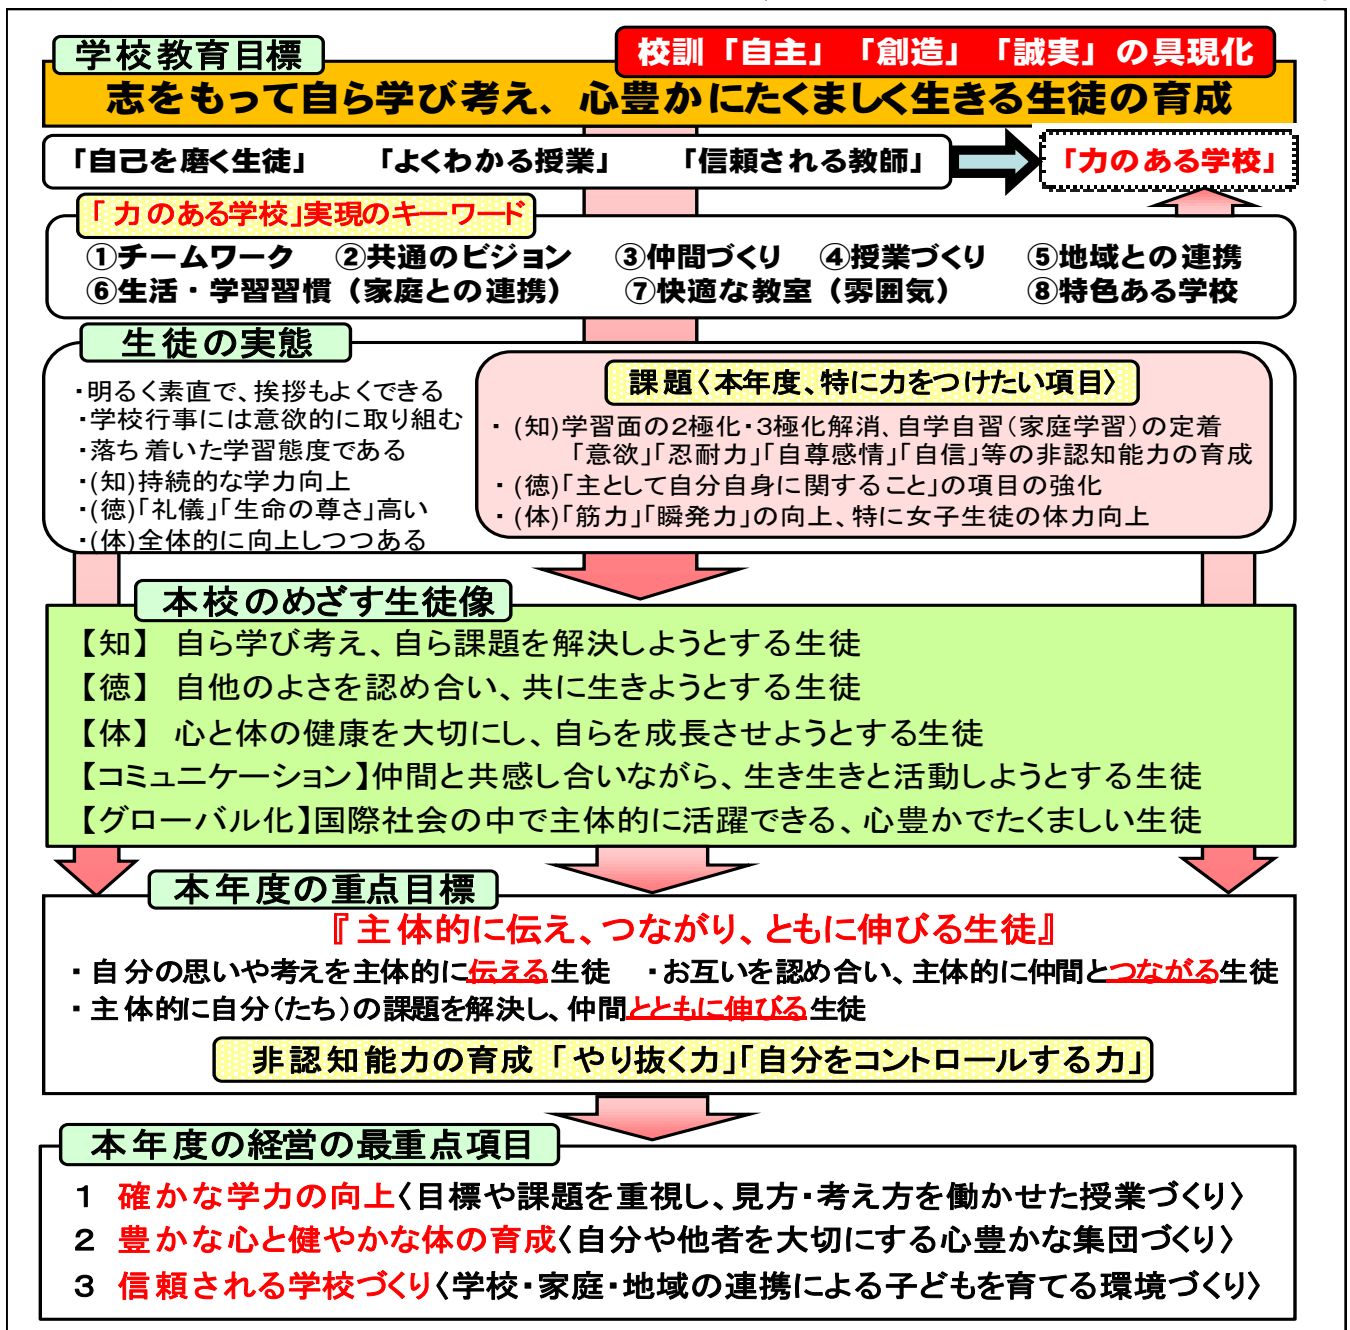 学校教育目標
校訓「自主」「創造」「誠実」の具現化
志をもって自ら学び考え、心豊かにたくましく生きる生徒の育成
「自己を磨く生徒」 「よくわかる授業」 「信頼される教師」
「力のある学校」
「力のある学校」実現のキーワード
①チームワーク ②共通のビジョン ③仲間づくり ④授業づくり ⑤地域との連携
⑥生活・学習習慣（家庭との連携） ⑦快適な教室（雰囲気） ⑧特色ある学校
生徒の実態
・明るく素直で、挨拶もよくできる
・学校行事には意欲的に取り組む
・落ち着いた学習態度である
・(知)持続的な学力向上
・(徳)「礼儀」「生命の尊さ」高い
・(体)全体的に向上しつつある
課題〈本年度、特に力をつけたい項目〉
・(知)学習面の2極化・3極化解消、自学自習（家庭学習）の定着
「意欲」「忍耐力」「自尊感情」「自信」等の非認知能力の育成
・(徳)「主として自分自身に関すること」の項目の強化
・(体)「筋力」「瞬発力」の向上、特に女子生徒の体力向上
本校のめざす生徒像
【知】 自ら学び考え、自ら課題を解決しようとする生徒
【徳】 自他のよさを認め合い、共に生きようとする生徒
【体】 心と体の健康を大切にし、自らを成長させようとする生徒
【コミュニケーション】仲間と共感し合いながら、生き生きと活動しようとする生徒
【グローバル化】国際社会の中で主体的に活躍できる、心豊かでたくましい生徒
本年度の重点目標
『主体的に伝え、つながり、ともに伸びる生徒』
・自分の思いや考えを主体的に伝える生徒 ・お互いを認め合い、主体的に仲間とつながる生徒
・主体的に自分（たち）の課題を解決し、仲間とともに伸びる生徒
非認知能力の育成「やり抜く力」「自分をコントロールする力」
本年度の経営の最重点項目
1 確かな学力の向上〈目標や課題を重視し、見方・考え方を働かせた授業づくり〉
2 豊かな心と健やかな体の育成〈自分や他者を大切にする心豊かな集団づくり〉
3 信頼される学校づくり〈学校・家庭・地域の連携による子どもを育てる環境づくり〉